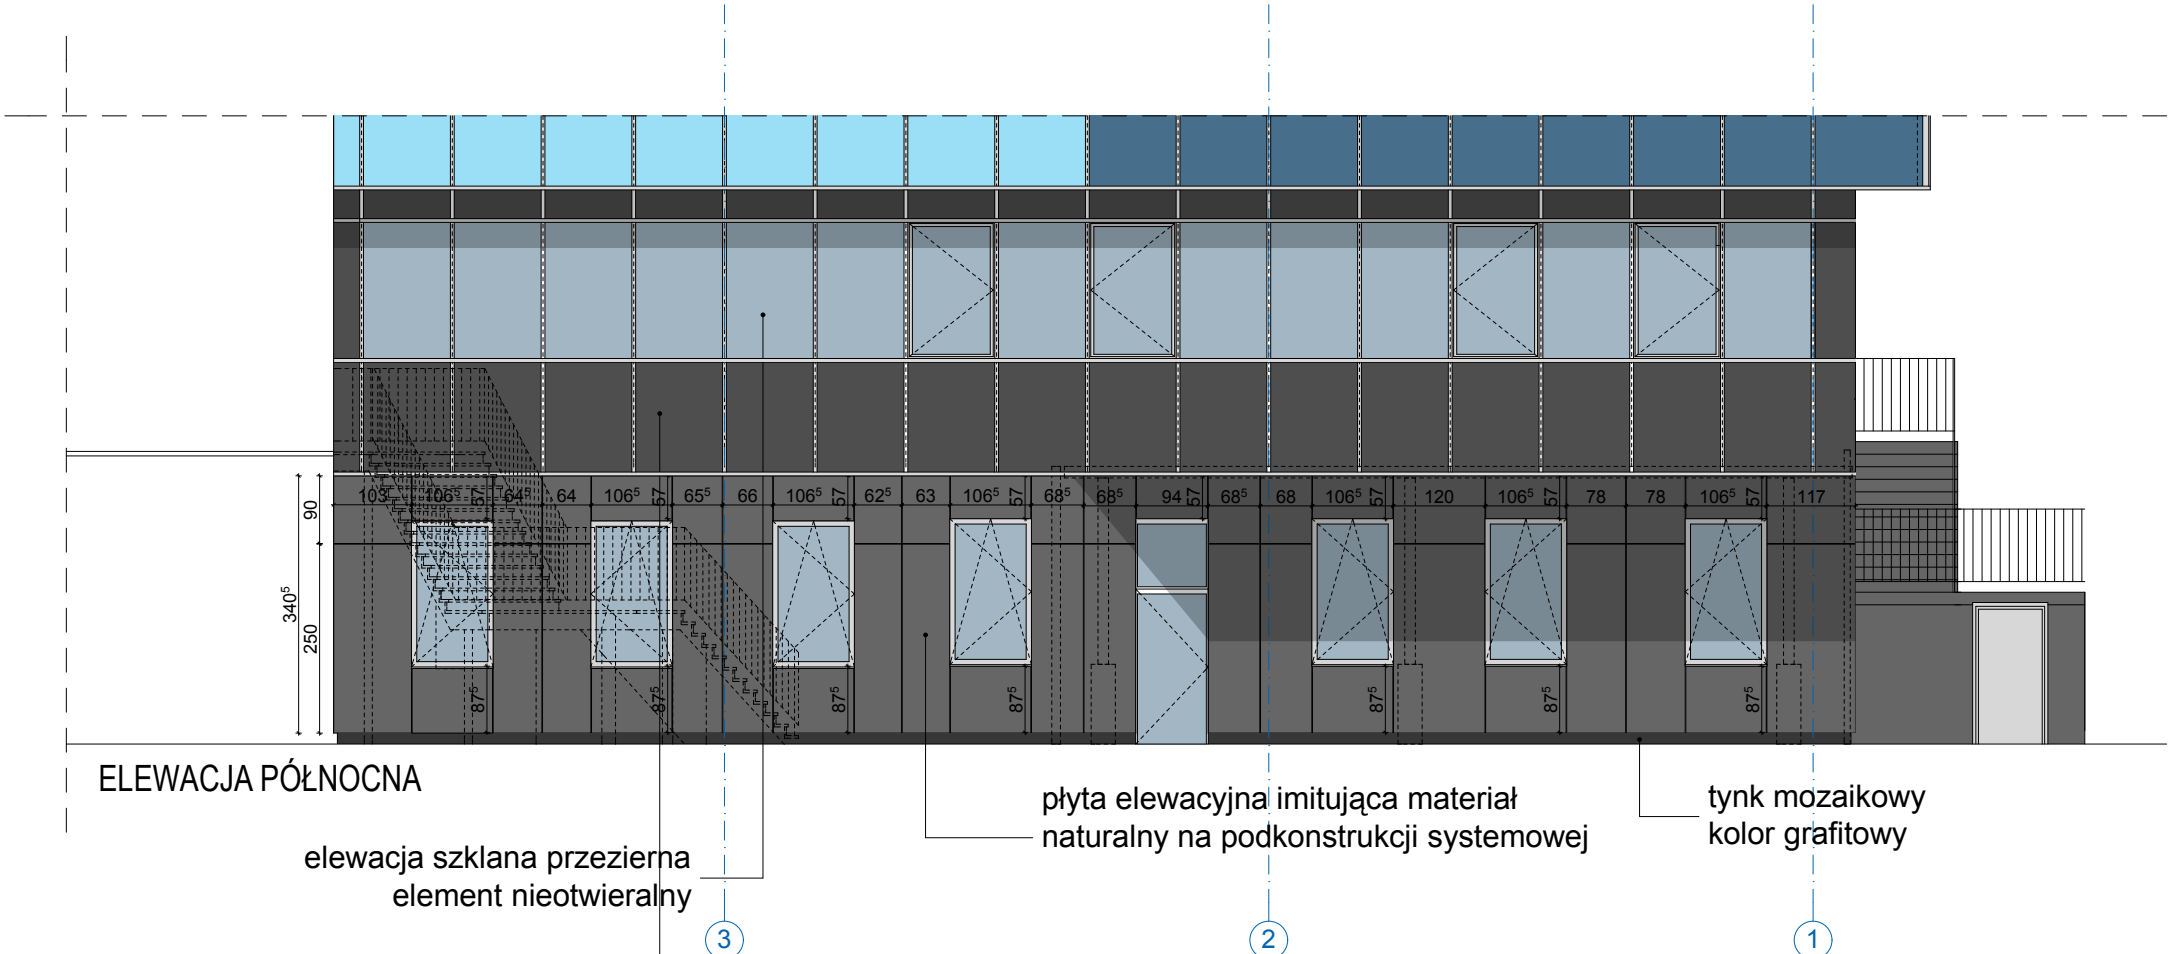 103 106⁵ 57 64⁵ 64 106⁵ 57 65⁵ 66 106⁵ 57 62⁵ 63 106⁵ 57 68⁵ 68⁵ 94 57 68⁵ 68 106⁵ 57 120 106⁵ 57 78 78 106⁵ 57 117
90
340⁵
250
87⁵ 87⁵ 87⁵ 87⁵ 87⁵ 87⁵ 87⁵
ELEWACJA PÓŁNOCNA
elewacja szklana przezierna
element nieotwieralny
płyta elewacyjna imitująca materiał
naturalny na podkonstrukcji systemowej
tynk mozaikowy
kolor grafitowy
3 2 1